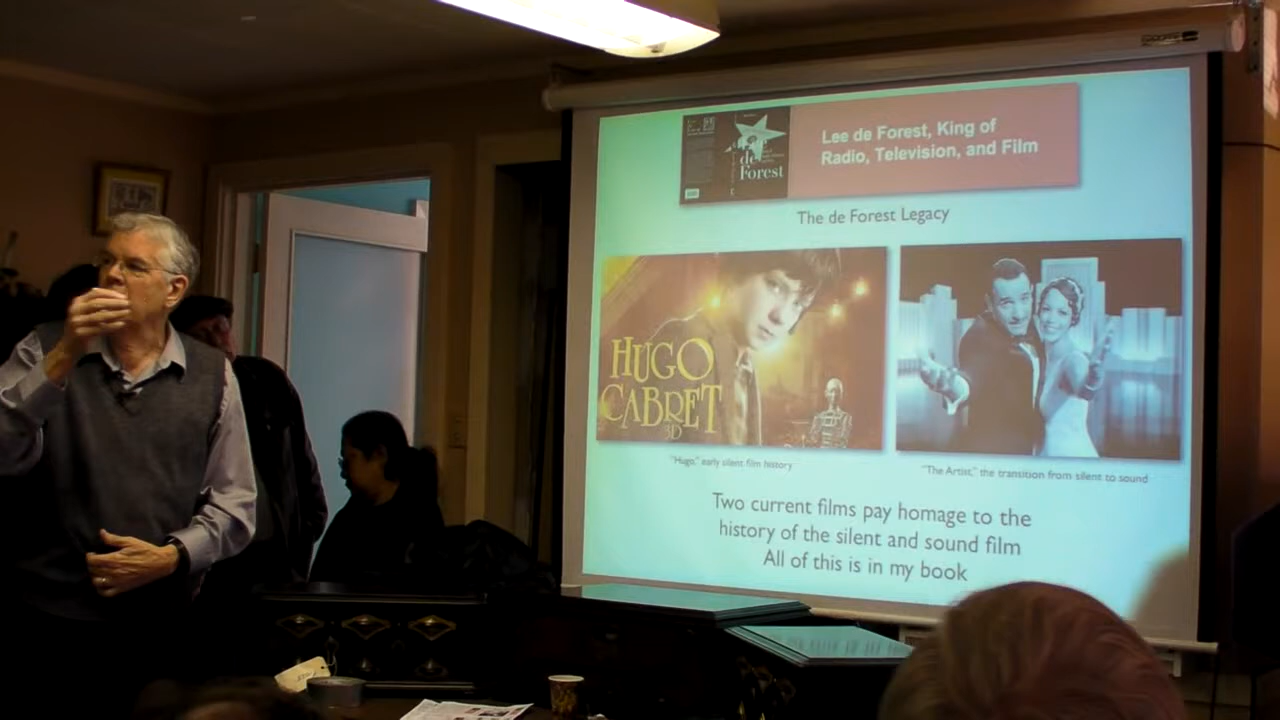 Lee de Forest, King of
Radio, Television, and Film
de
Forest
The de Forest Legacy
HUGO
CABRET
3D
"Hugo," early silent film history
"The Artist," the transition from silent to sound
Two current films pay homage to the
history of the silent and sound film
All of this is in my book